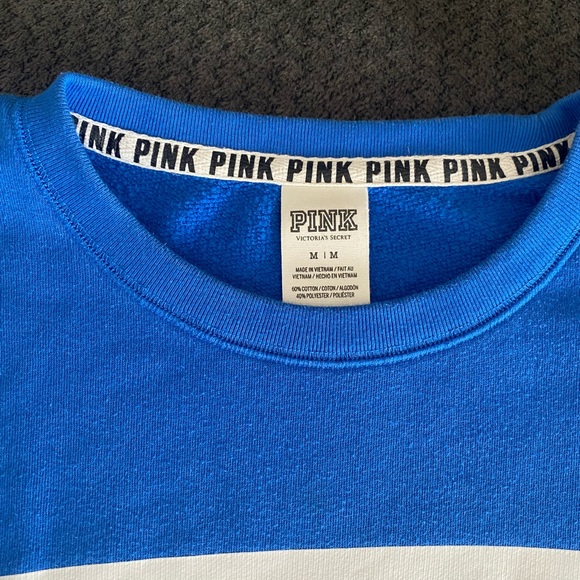 PINK PINK PINK PINK PINK PINK PINK
PINK
VICTORIA'S SECRET
M | M
MADE IN VIETNAM / FAIT AU
VIETNAM / HECHO EN VIETNAM
60% COTTON / COTON / ALGODÓN
40% POLYESTER / POLIÉSTER